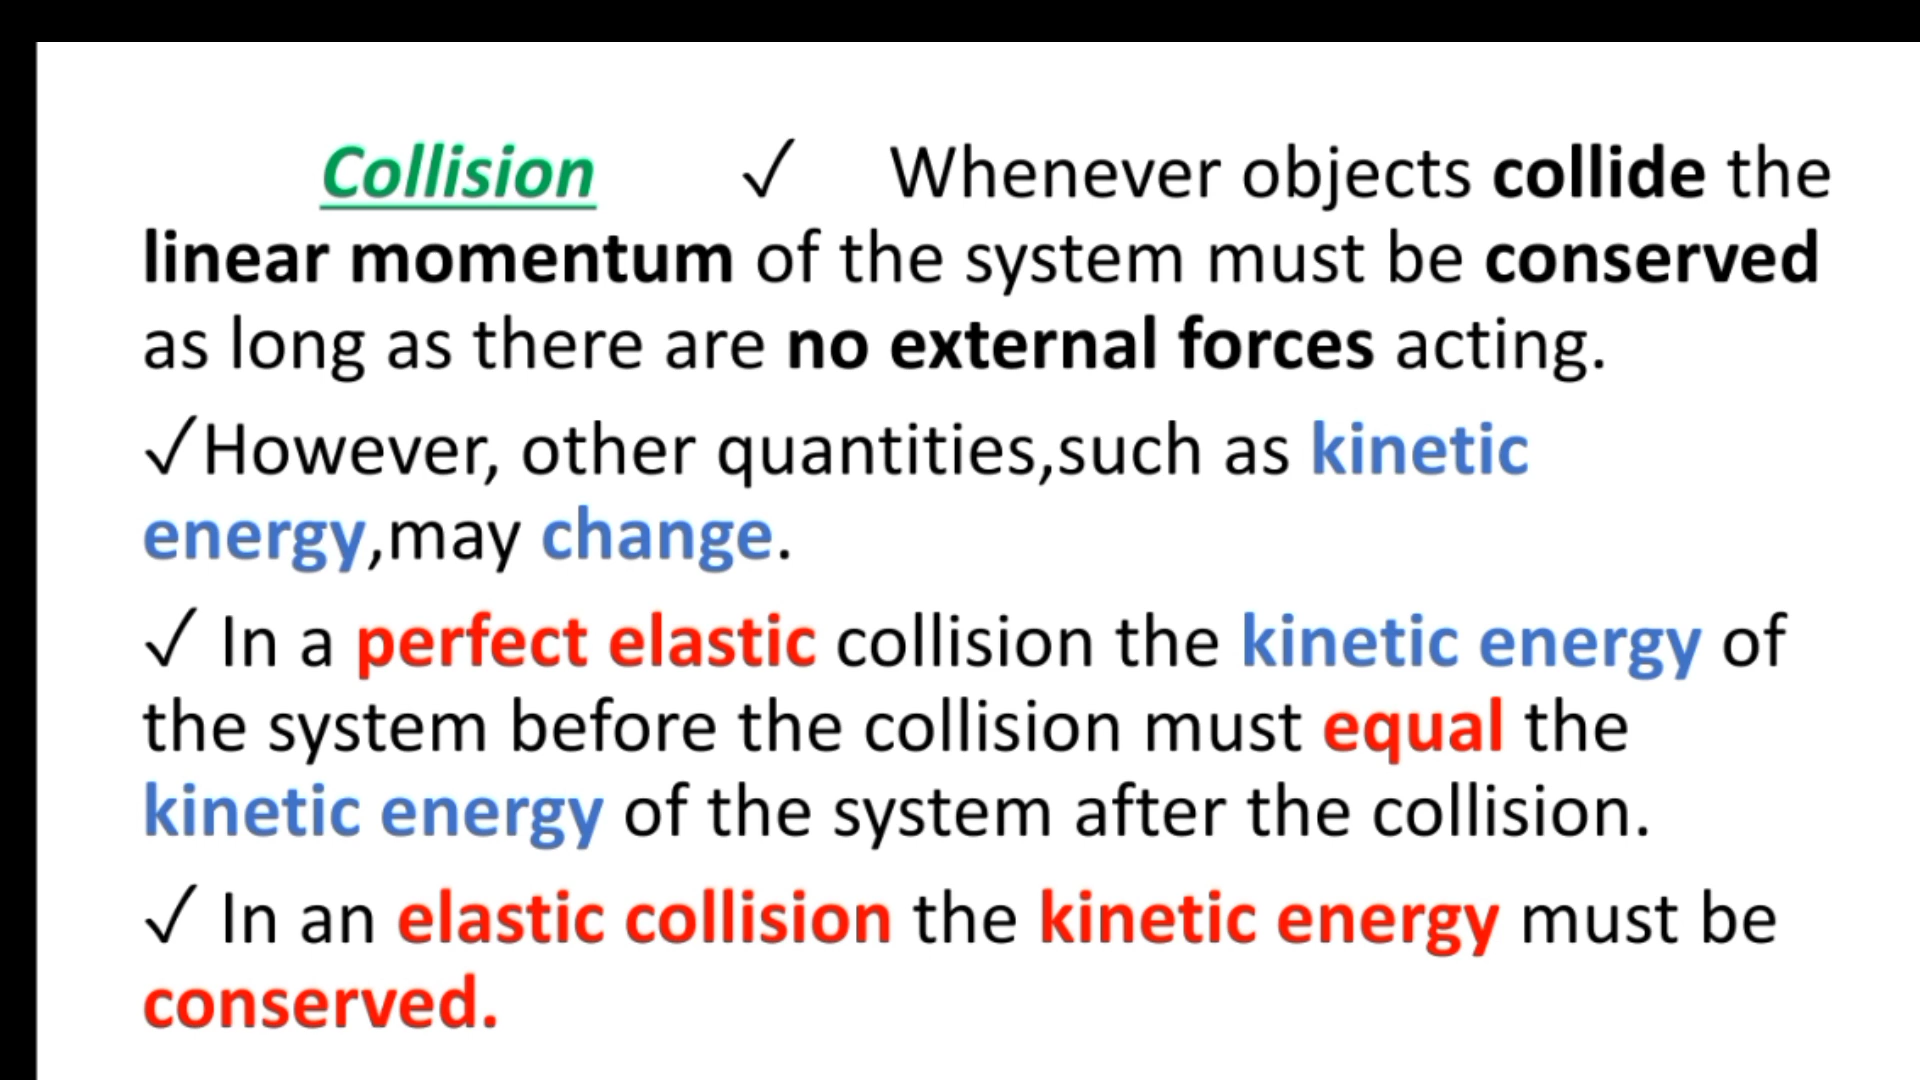 Collision ✓ Whenever objects collide the
linear momentum of the system must be conserved
as long as there are no external forces acting.
✓However, other quantities,such as kinetic
energy,may change.
✓ In a perfect elastic collision the kinetic energy of
the system before the collision must equal the
kinetic energy of the system after the collision.
✓ In an elastic collision the kinetic energy must be
conserved.